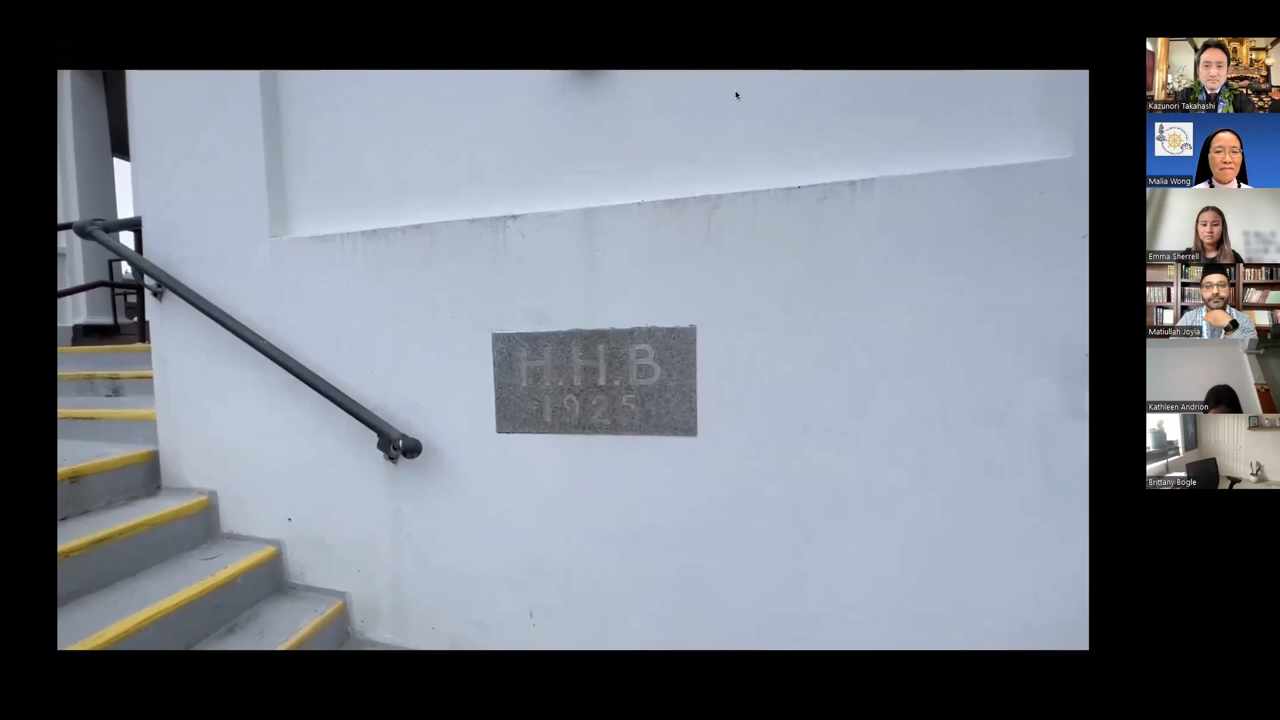 H.H.B.
1925
Kazunori Takahashi
Malia Wong
Emma Sherrell
Matiullah Joyia
Kathleen Andrion
Brittany Bogle